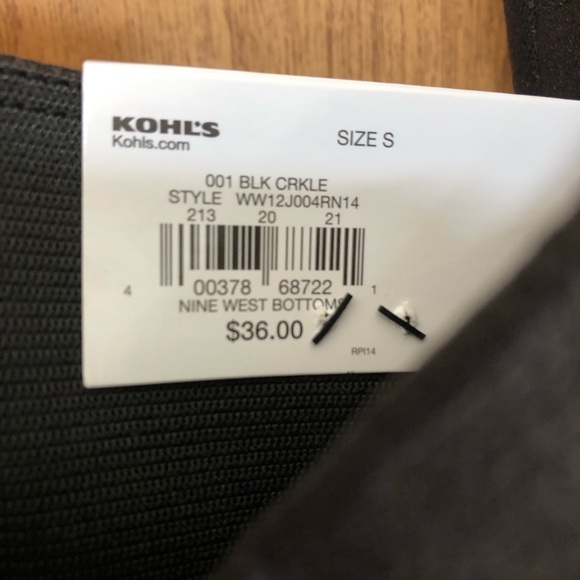 KOHL'S
Kohls.com
SIZE S
001 BLK CRKLE
STYLE WW12J004RN14
213 20 21
4 00378 68722 1
NINE WEST BOTTOMS
$36.00
RPI14